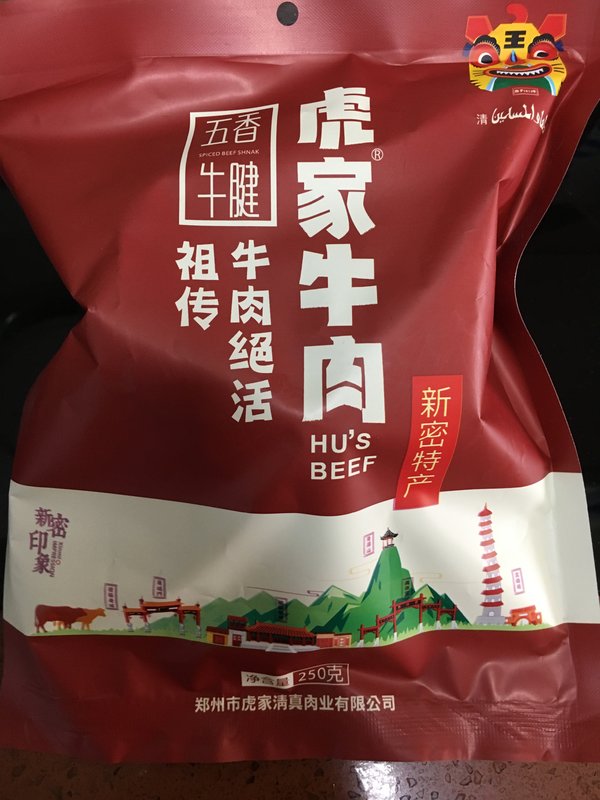 王
清
虎家牛肉®
五香
SPICED BEEF SHNAK
牛腱
祖传
牛肉绝活
HU'S
BEEF
新密特产
新密
印象
净含量 250克
郑州市虎家清真肉业有限公司